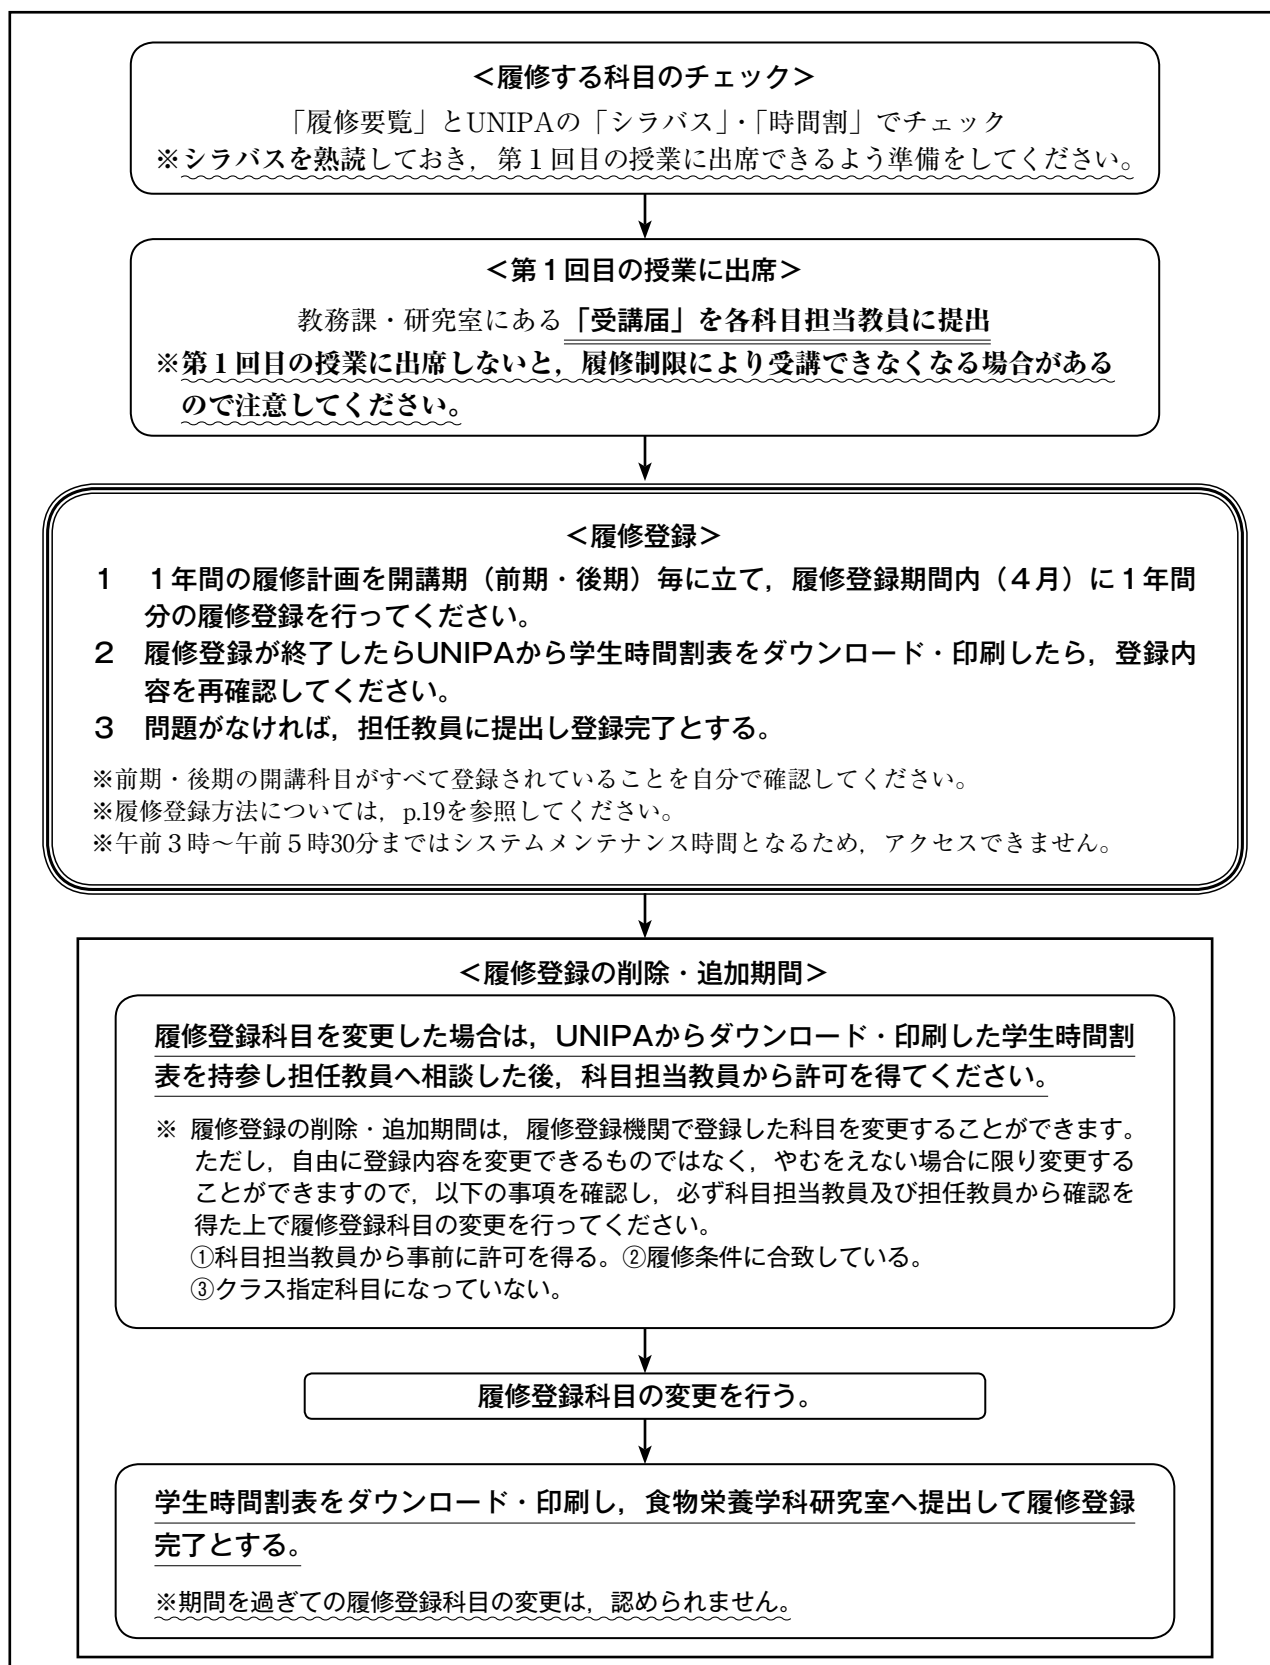 ＜履修する科目のチェック＞
「履修要覧」とUNIPAの「シラバス」・「時間割」でチェック
※シラバスを熟読しておき，第１回目の授業に出席できるよう準備をしてください。
＜第１回目の授業に出席＞
教務課・研究室にある「受講届」を各科目担当教員に提出
※第１回目の授業に出席しないと，履修制限により受講できなくなる場合がある
ので注意してください。
＜履修登録＞
１　１年間の履修計画を開講期（前期・後期）毎に立て，履修登録期間内（４月）に１年間
分の履修登録を行ってください。
２　履修登録が終了したらUNIPAから学生時間割表をダウンロード・印刷したら，登録内
容を再確認してください。
３　問題がなければ，担任教員に提出し登録完了とする。
※前期・後期の開講科目がすべて登録されていることを自分で確認してください。
※履修登録方法については，p.19を参照してください。
※午前３時～午前５時30分まではシステムメンテナンス時間となるため，アクセスできません。
＜履修登録の削除・追加期間＞
履修登録科目を変更した場合は，UNIPAからダウンロード・印刷した学生時間割
表を持参し担任教員へ相談した後，科目担当教員から許可を得てください。
※ 履修登録の削除・追加期間は，履修登録機関で登録した科目を変更することができます。
ただし，自由に登録内容を変更できるものではなく，やむをえない場合に限り変更する
ことができますので，以下の事項を確認し，必ず科目担当教員及び担任教員から確認を
得た上で履修登録科目の変更を行ってください。
①科目担当教員から事前に許可を得る。②履修条件に合致している。
③クラス指定科目になっていない。
履修登録科目の変更を行う。
学生時間割表をダウンロード・印刷し，食物栄養学科研究室へ提出して履修登録
完了とする。
※期間を過ぎての履修登録科目の変更は，認められません。